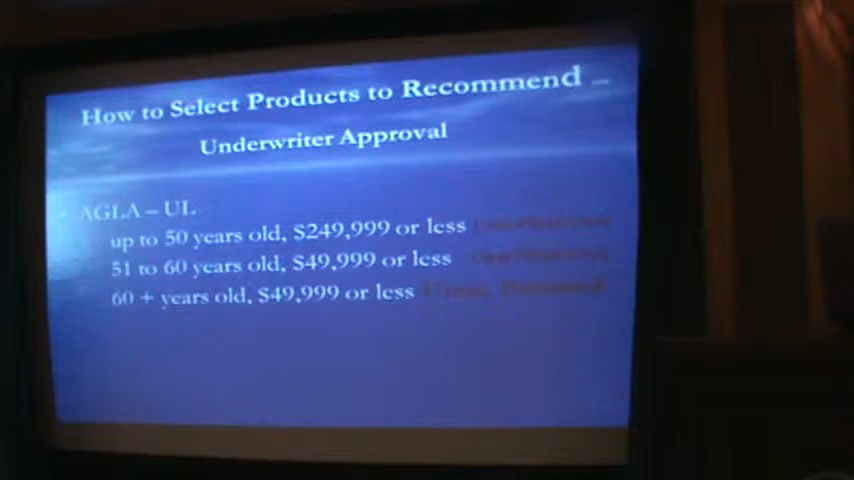 How to Select Products to Recommend ...
Underwriter Approval
AGLA – UL
up to 50 years old, $249,999 or less
51 to 60 years old, $49,999 or less
60 + years old, $49,999 or less